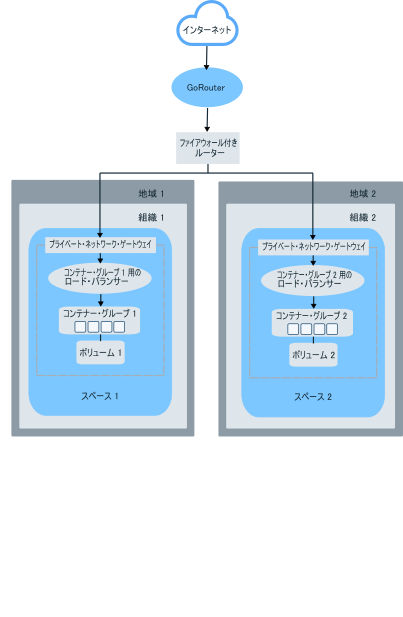 インターネット
GoRouter
ファイアウォール付き
ルーター
地域 1
組織 1
プライベート・ネットワーク・ゲートウェイ
コンテナー・グループ 1 用の
ロード・バランサー
コンテナー・グループ 1
ボリューム 1
スペース 1
地域 2
組織 2
プライベート・ネットワーク・ゲートウェイ
コンテナー・グループ 2 用の
ロード・バランサー
コンテナー・グループ 2
ボリューム 2
スペース 2